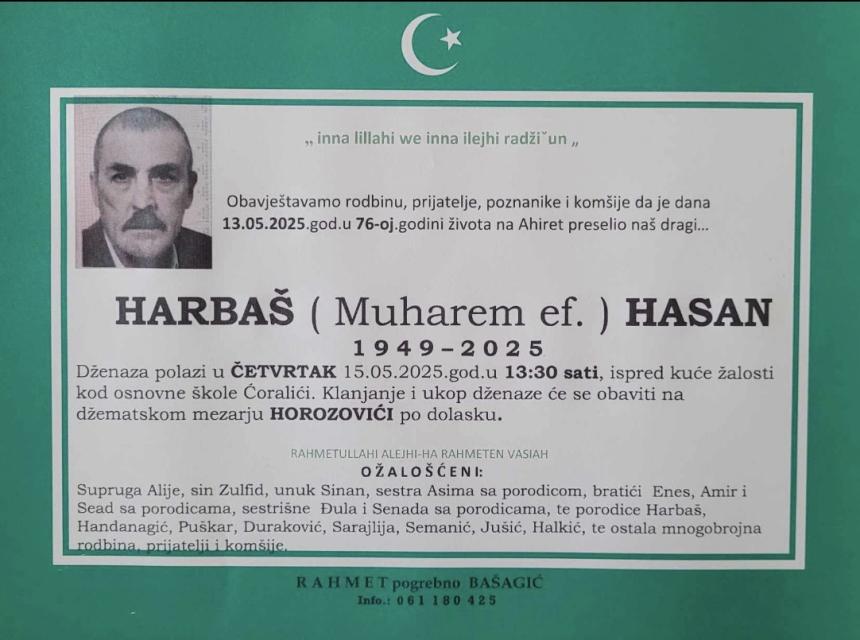 „ inna lillahi we inna ilejhi radžiˇun „
Obavještavamo rodbinu, prijatelje, poznanike i komšije da je dana
13.05.2025.god.u 76-oj.godini života na Ahiret preselio naš dragi...
HARBAŠ ( Muharem ef. ) HASAN
1949-2025
Dženaza polazi u ČETVRTAK 15.05.2025.god.u 13:30 sati, ispred kuće žalosti
kod osnovne škole Ćoralići. Klanjanje i ukop dženaze će se obaviti na
džematskom mezarju HOROZOVIĆI po dolasku.
RAHMETULLAHI ALEJHI-HA RAHMETEN VASIAH
OŽALOŠĆENI:
Supruga Alije, sin Zulfid, unuk Sinan, sestra Asima sa porodicom, bratići Enes, Amir i
Sead sa porodicama, sestrišne Đula i Senada sa porodicama, te porodice Harbaš,
Handanagić, Puškar, Duraković, Sarajlija, Semanić, Jušić, Halkić, te ostala mnogobrojna
rodbina, prijatelji i komšije.
RAHMET pogrebno BAŠAGIĆ
Info.: 061 180 425